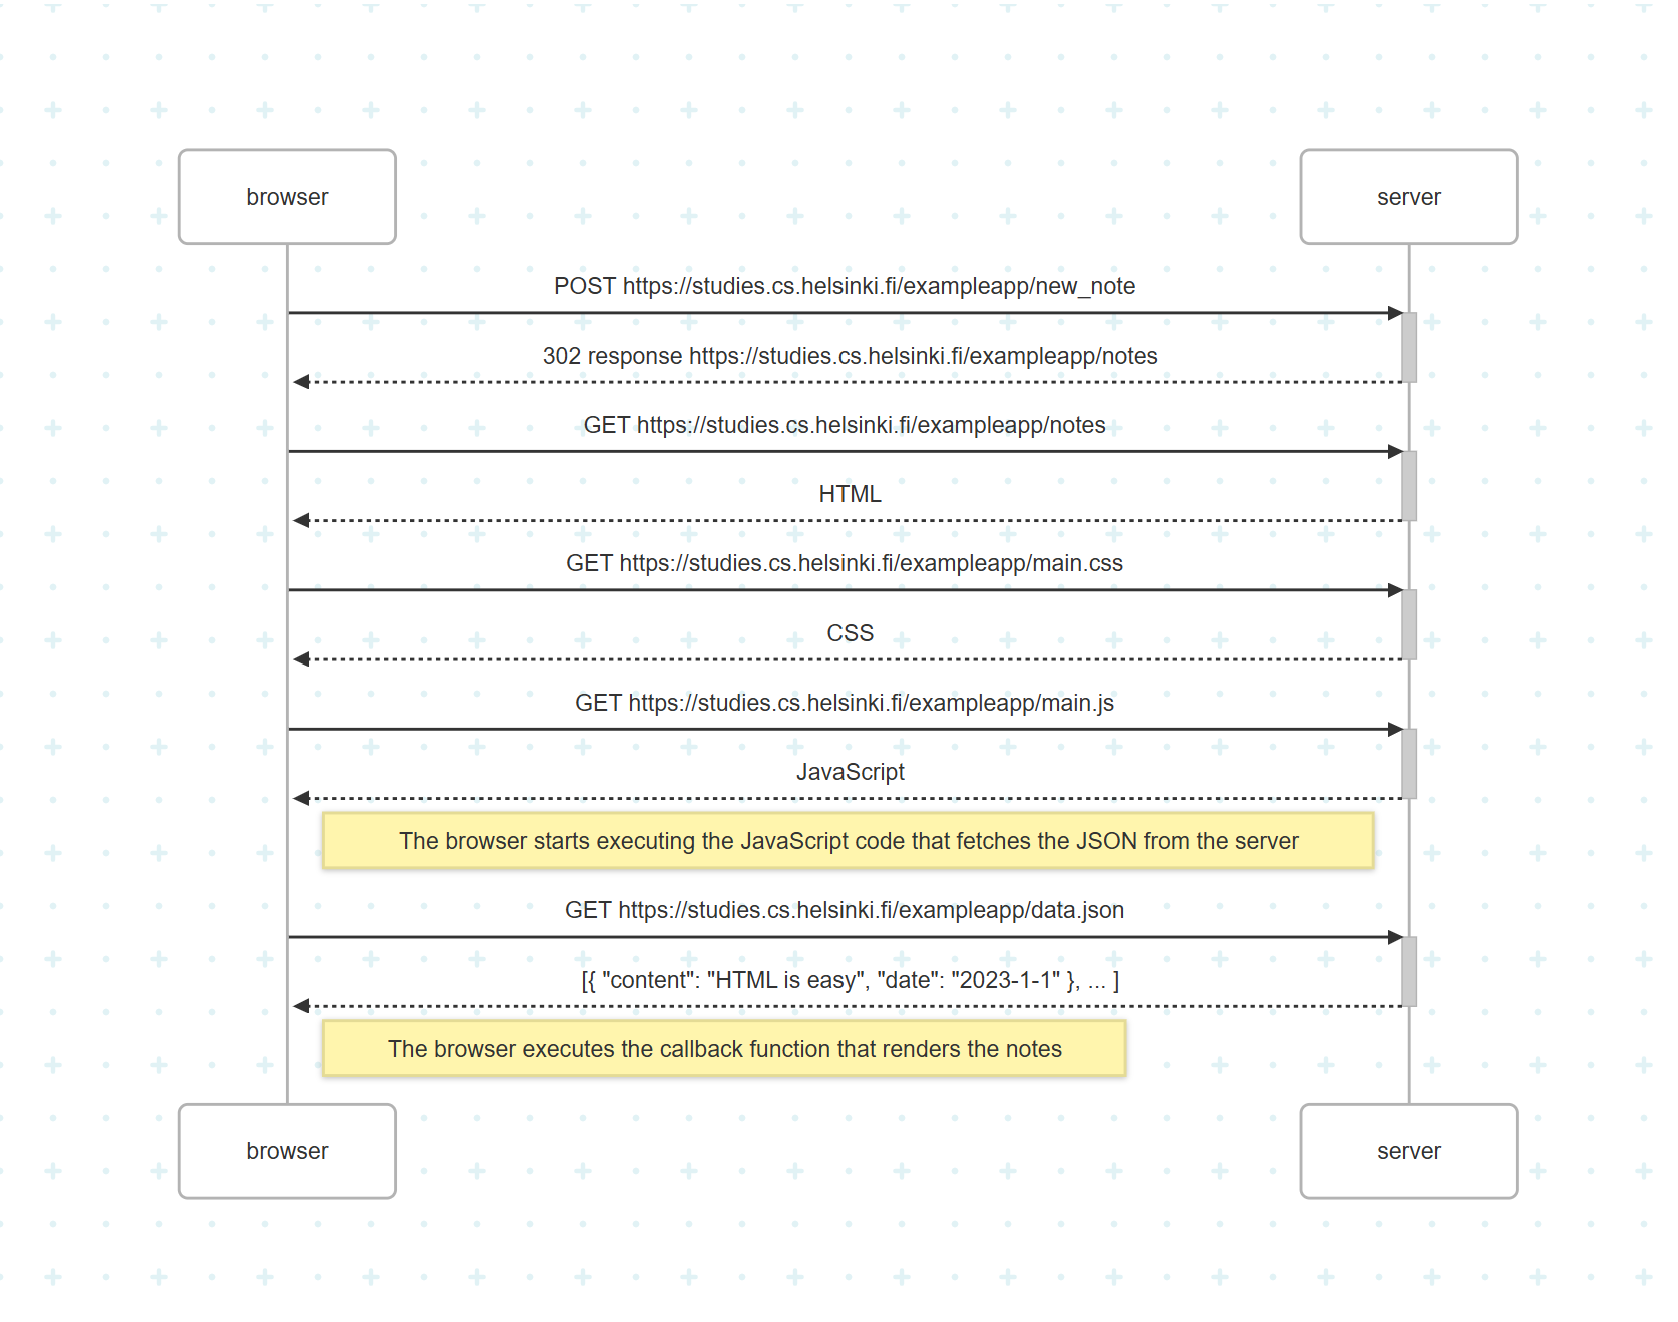 browser
server
POST https://studies.cs.helsinki.fi/exampleapp/new_note
302 response https://studies.cs.helsinki.fi/exampleapp/notes
GET https://studies.cs.helsinki.fi/exampleapp/notes
HTML
GET https://studies.cs.helsinki.fi/exampleapp/main.css
CSS
GET https://studies.cs.helsinki.fi/exampleapp/main.js
JavaScript
The browser starts executing the JavaScript code that fetches the JSON from the server
GET https://studies.cs.helsinki.fi/exampleapp/data.json
[{ "content": "HTML is easy", "date": "2023-1-1" }, ... ]
The browser executes the callback function that renders the notes
browser
server